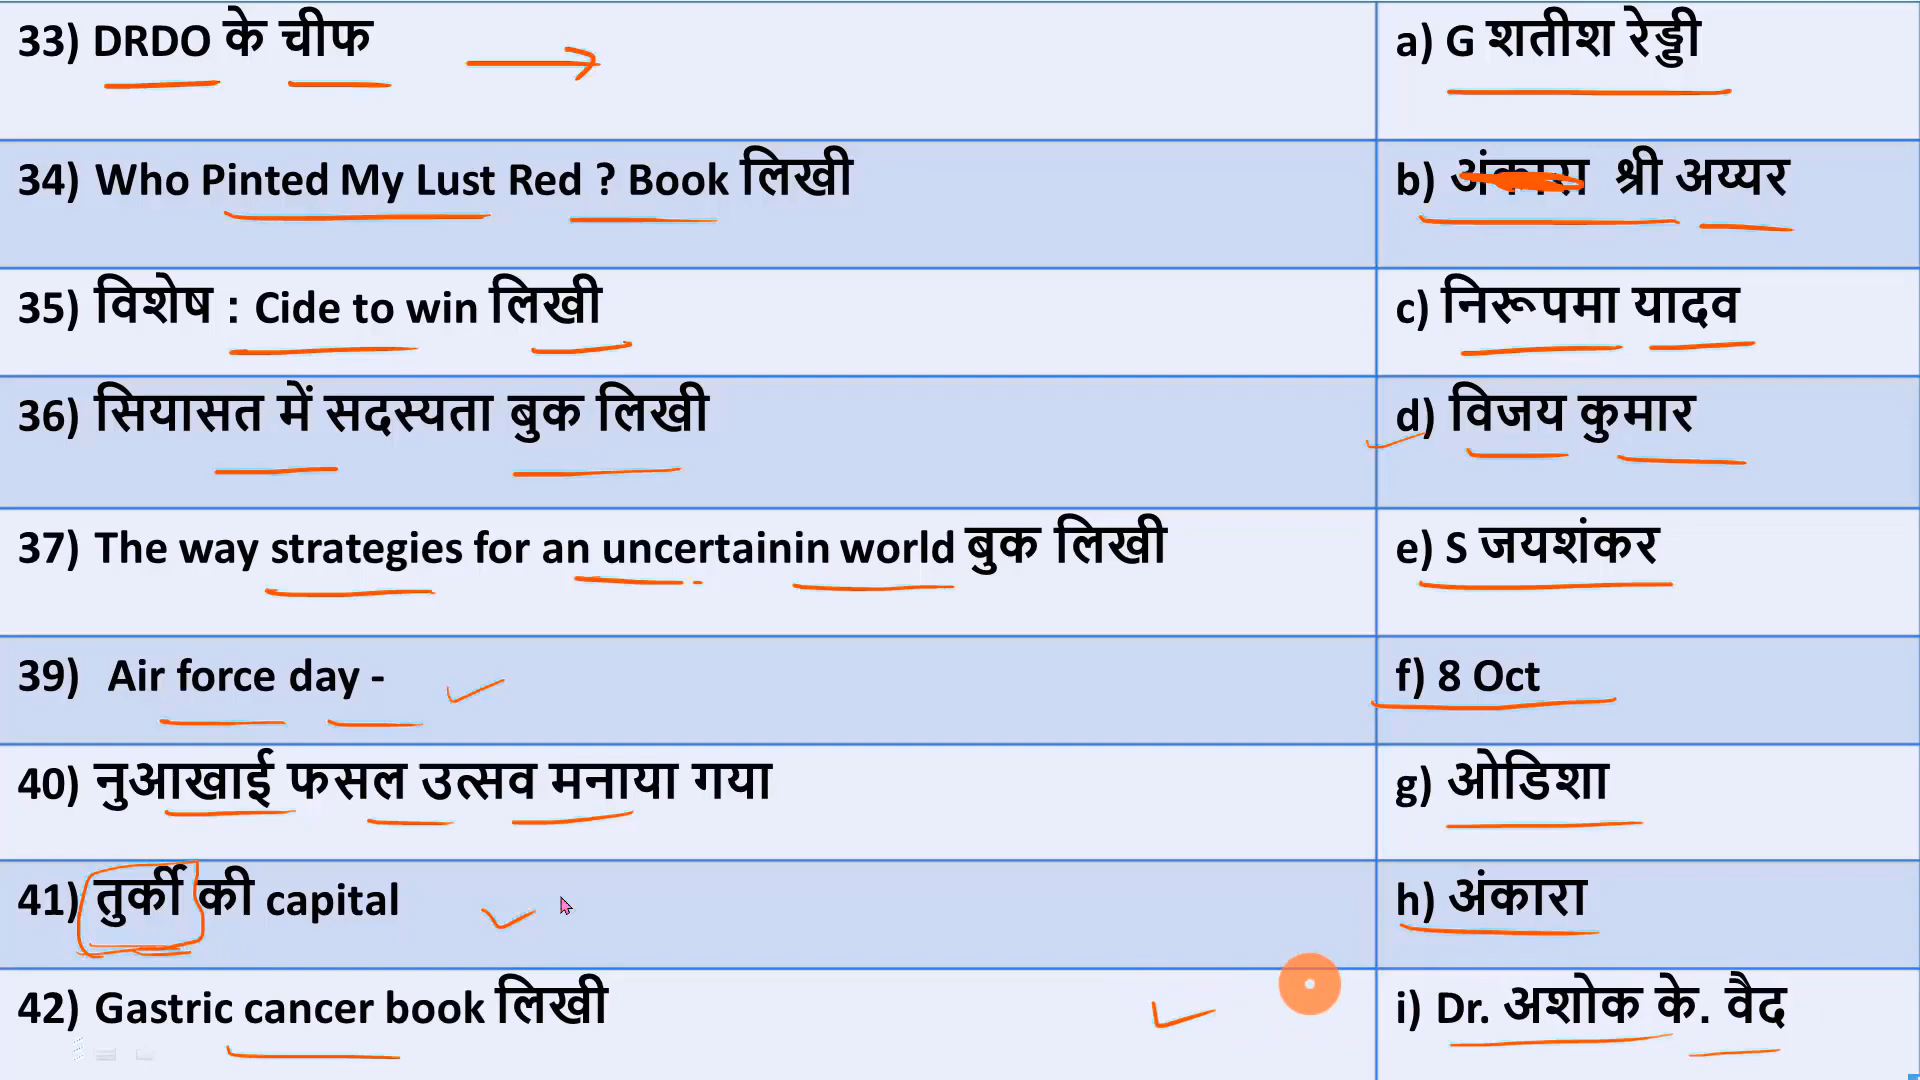 33) DRDO के चीफ
a) G शतीश रेड्डी
34) Who Pinted My Lust Red ? Book लिखी
b) अंकारा श्री अय्यर
35) विशेष : Cide to win लिखी
c) निरूपमा यादव
36) सियासत में सदस्यता बुक लिखी
d) विजय कुमार
37) The way strategies for an uncertainin world बुक लिखी
e) S जयशंकर
39) Air force day -
f) 8 Oct
40) नुआखाई फसल उत्सव मनाया गया
g) ओडिशा
41) तुर्की की capital
h) अंकारा
42) Gastric cancer book लिखी
i) Dr. अशोक के. वैद